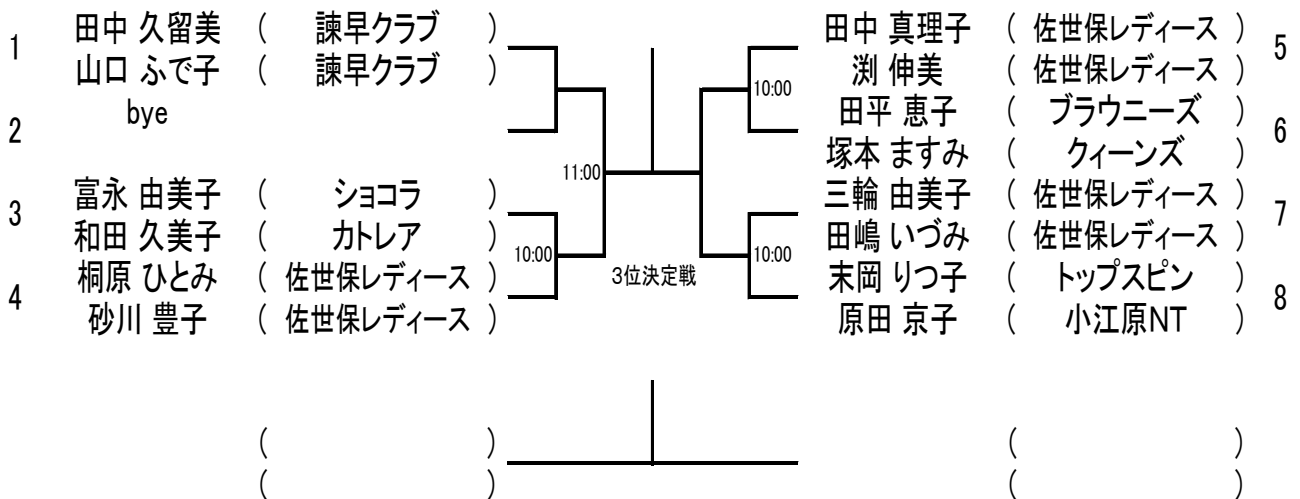 1
田中 久留美 ( 諫早クラブ )
山口 ふで子 ( 諫早クラブ )
2
bye
3
富永 由美子 ( ショコラ )
和田 久美子 ( カトレア )
4
桐原 ひとみ ( 佐世保レディース )
砂川 豊子 ( 佐世保レディース )
10:00
11:00
3位決定戦
10:00
10:00
田中 真理子 ( 佐世保レディース )
渕 伸美 ( 佐世保レディース )
5
田平 恵子 ( ブラウニーズ )
塚本 ますみ ( クィーンズ )
6
三輪 由美子 ( 佐世保レディース )
田嶋 いづみ ( 佐世保レディース )
7
末岡 りつ子 ( トップスピン )
原田 京子 ( 小江原NT )
8
( )
( )
( )
( )